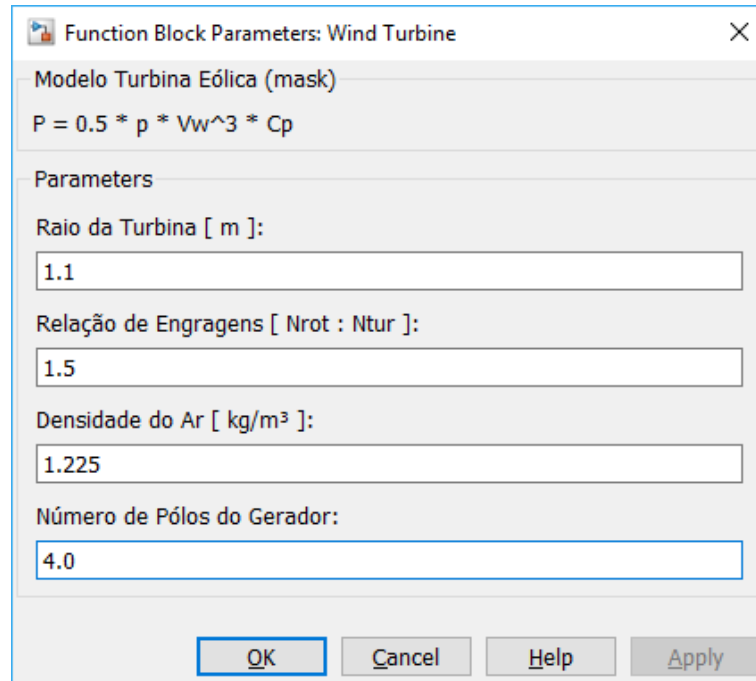 Function Block Parameters: Wind Turbine
Modelo Turbina Eólica (mask)
P = 0.5 * p * Vw^3 * Cp
Parameters
Raio da Turbina [ m ]:
1.1
Relação de Engragens [ Nrot : Ntur ]:
1.5
Densidade do Ar [ kg/m³ ]:
1.225
Número de Pólos do Gerador:
4.0
OK Cancel Help Apply